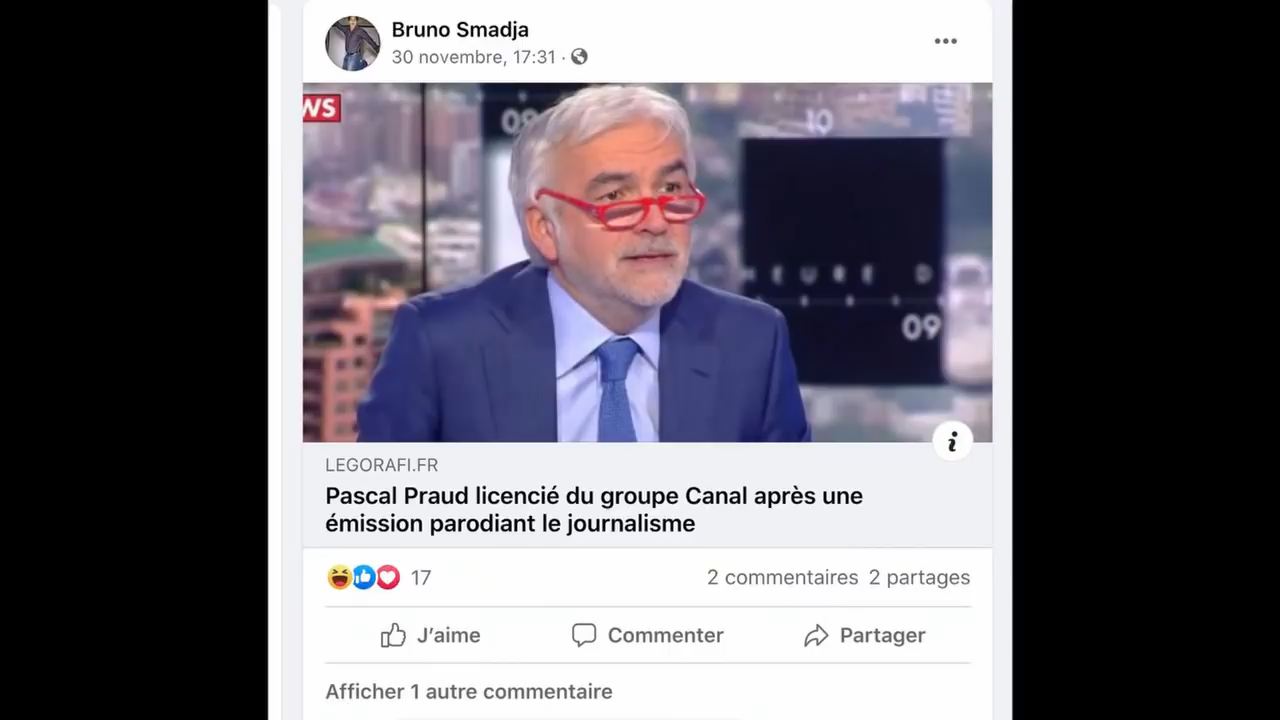 Bruno Smadja
30 novembre, 17:31 ·
WS
09
10
HEURE D
09
i
LEGORAFI.FR
Pascal Praud licencié du groupe Canal après une
émission parodiant le journalisme
17
2 commentaires 2 partages
J’aime
Commenter
Partager
Afficher 1 autre commentaire